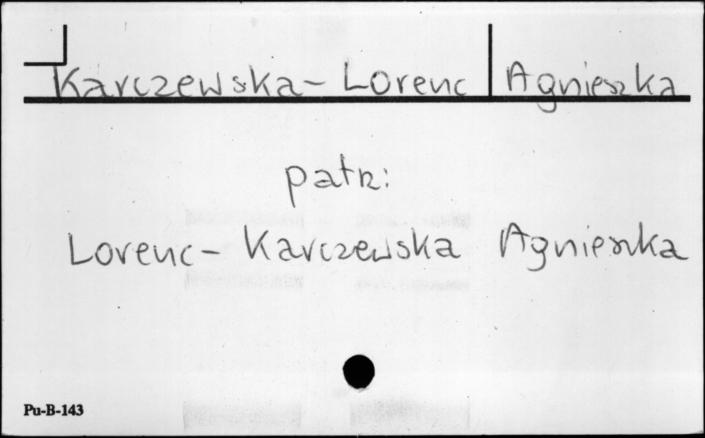 Karczewska-Lorenc Agnieszka
patrz:
Lorenc-Karczewska Agnieszka
Pu-B-143